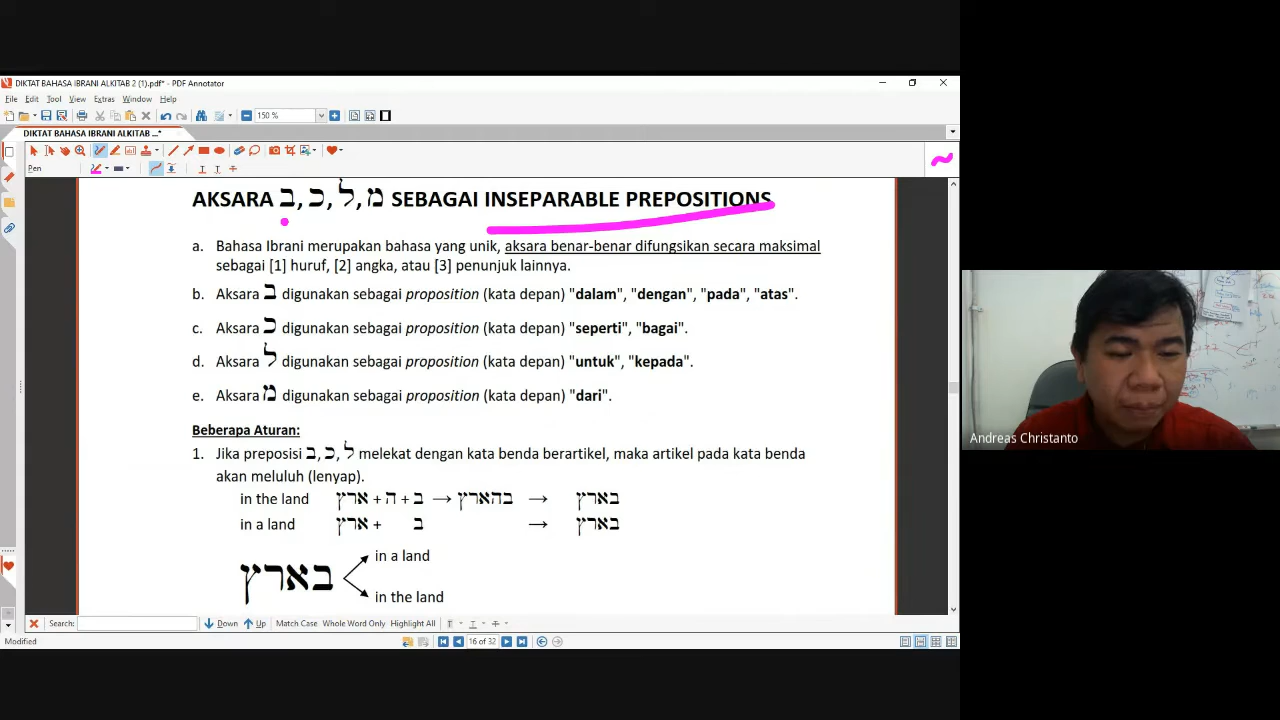 DIKTAT BAHASA IBRANI ALKITAB 2 (1).pdf* - PDF Annotator
File Edit Tool View Extras Window Help
150 %
DIKTAT BAHASA IBRANI ALKITAB ...*
Pen
AKSARA ב, כ, ל, מ SEBAGAI INSEPARABLE PREPOSITIONS
a. Bahasa Ibrani merupakan bahasa yang unik, aksara benar-benar difungsikan secara maksimal
sebagai [1] huruf, [2] angka, atau [3] penunjuk lainnya.
b. Aksara ב digunakan sebagai proposition (kata depan) "dalam", "dengan", "pada", "atas".
c. Aksara כ digunakan sebagai proposition (kata depan) "seperti", "bagai".
d. Aksara ל digunakan sebagai proposition (kata depan) "untuk", "kepada".
e. Aksara מ digunakan sebagai proposition (kata depan) "dari".
Beberapa Aturan:
1. Jika preposisi ב, כ, ל melekat dengan kata benda berartikel, maka artikel pada kata benda
akan meluluh (lenyap).
in the land ב + ה + ארץ → בהארץ → בארץ
in a land ב + ארץ → בארץ
in a land
בארץ
in the land
Andreas Christanto
Search: Down Up Match Case Whole Word Only Highlight All
Modified 16 of 32